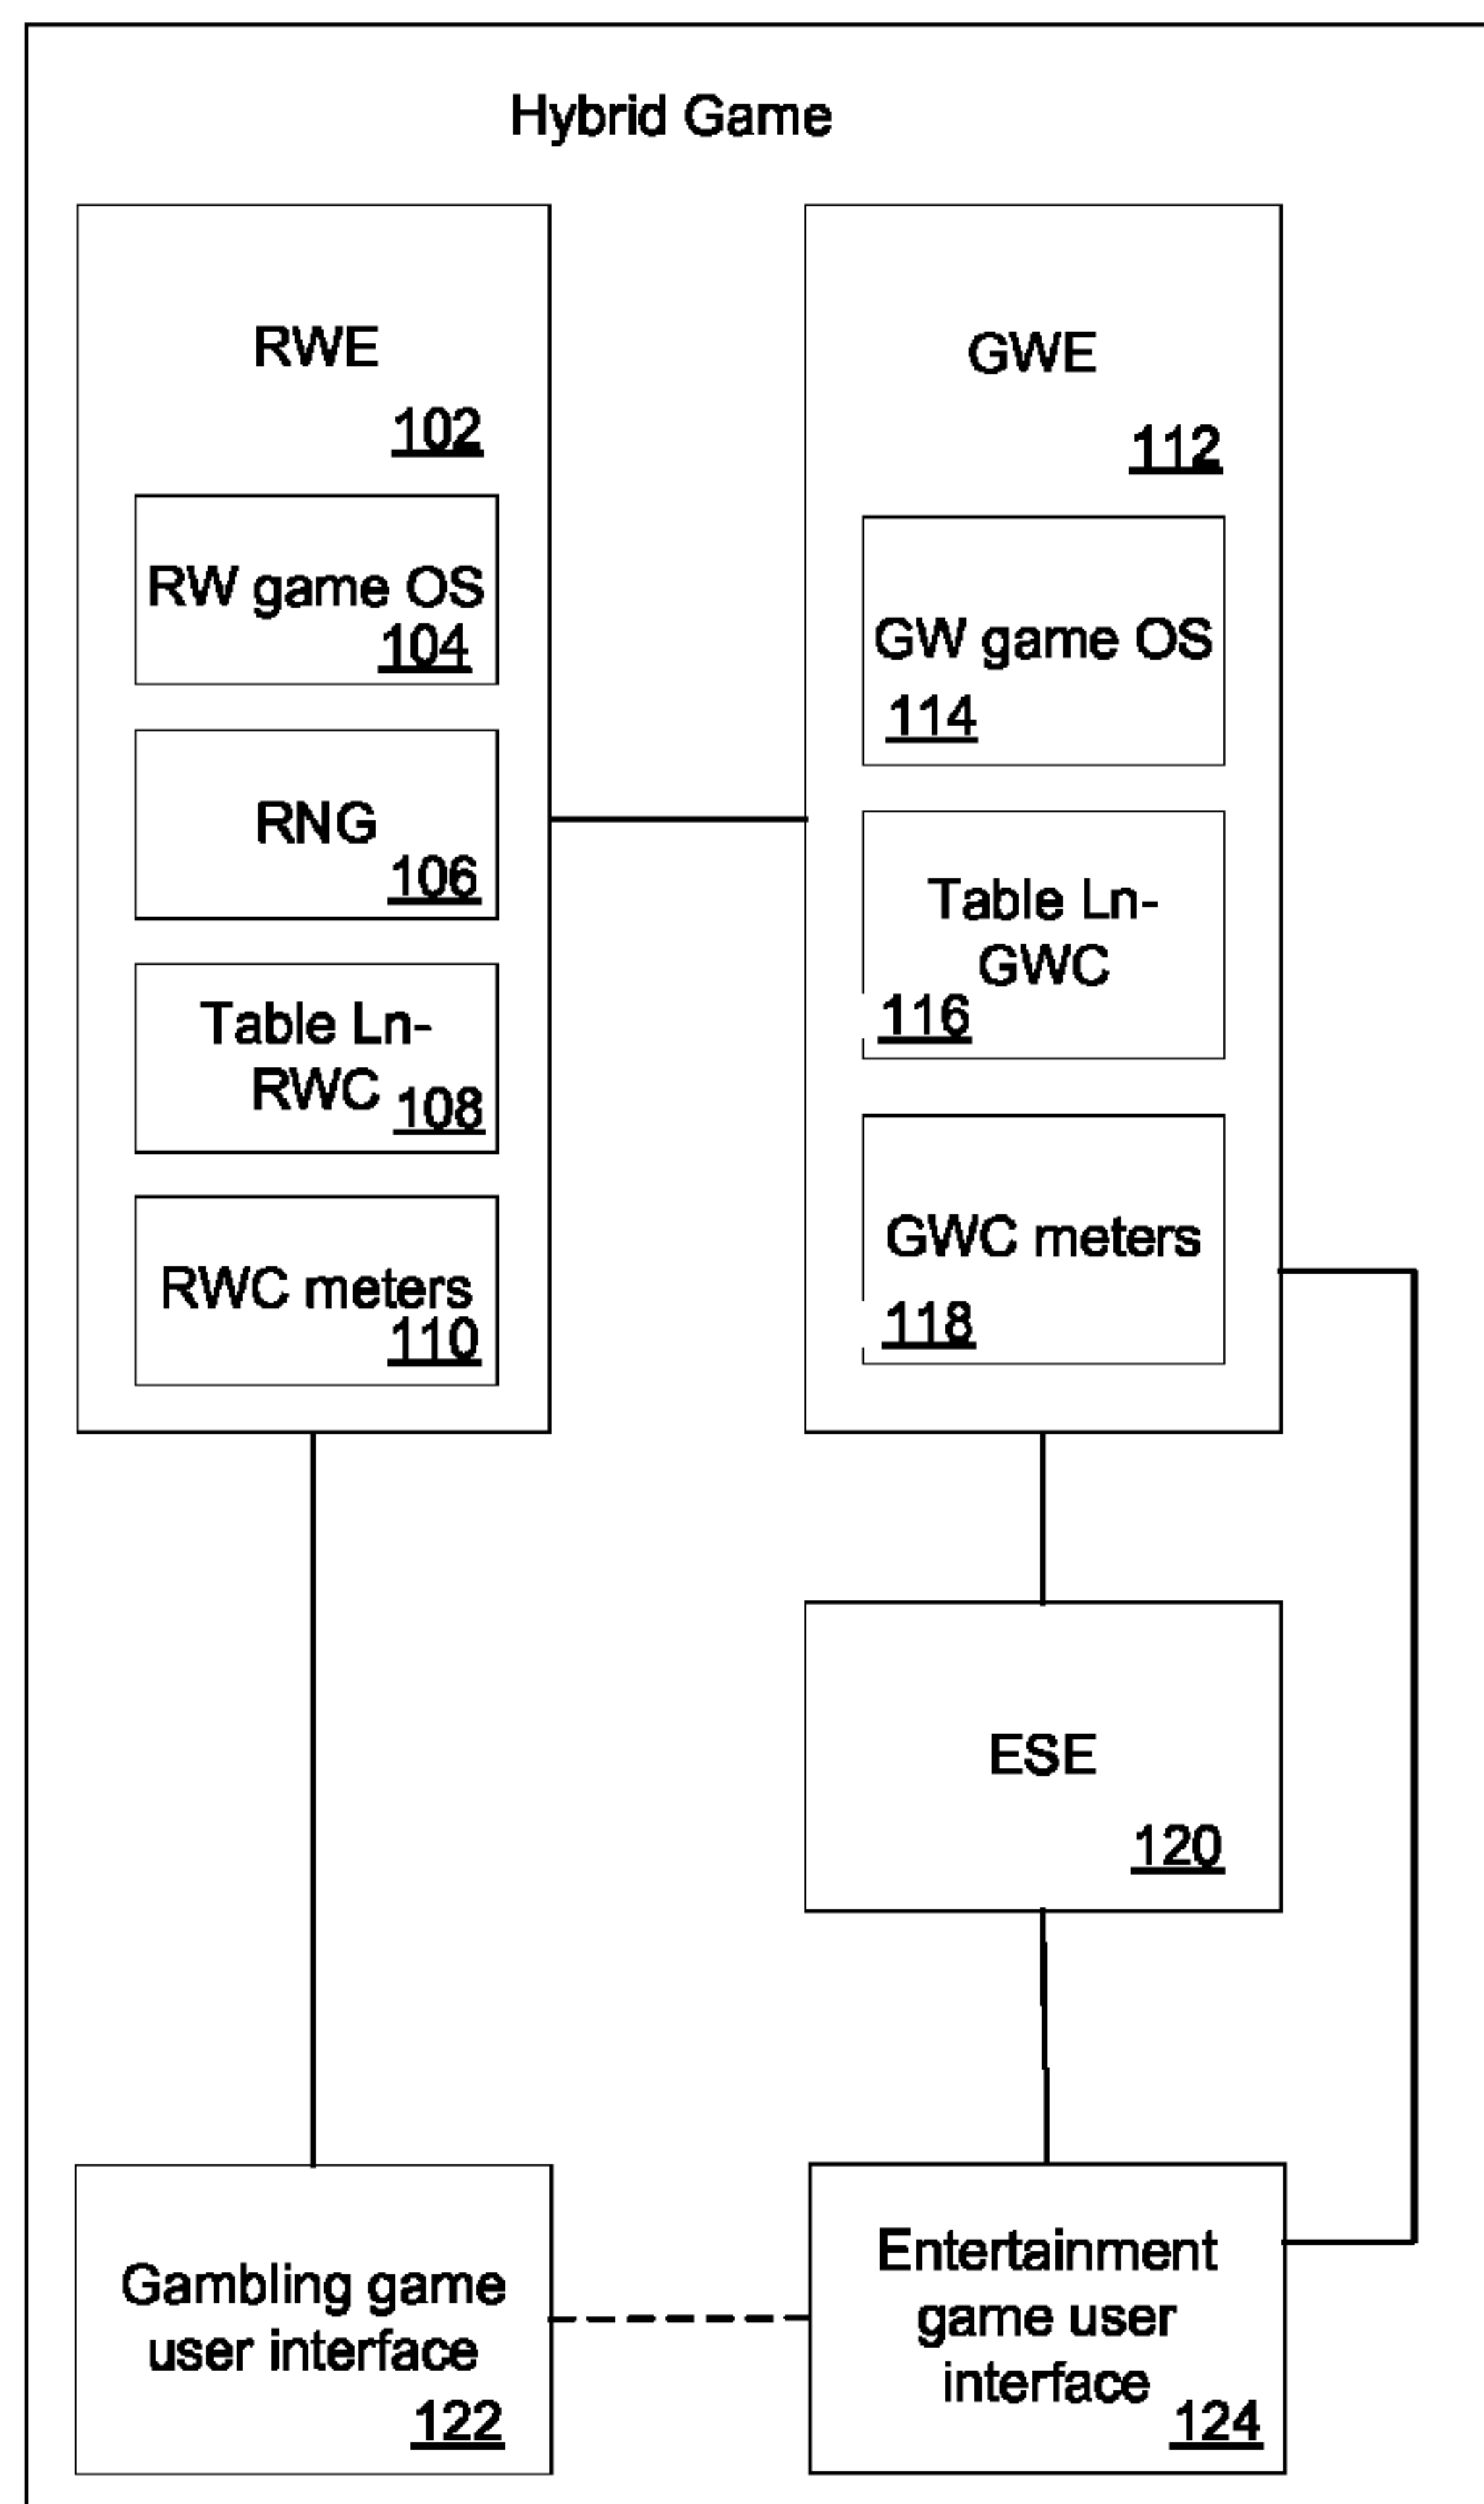 Hybrid Game
RWE
102
RW game OS
104
RNG
106
Table Ln-
RWC
108
RWC meters
110
GWE
112
GW game OS
114
Table Ln-
GWC
116
GWC meters
118
ESE
120
Gambling game
user interface
122
Entertainment
game user
interface
124